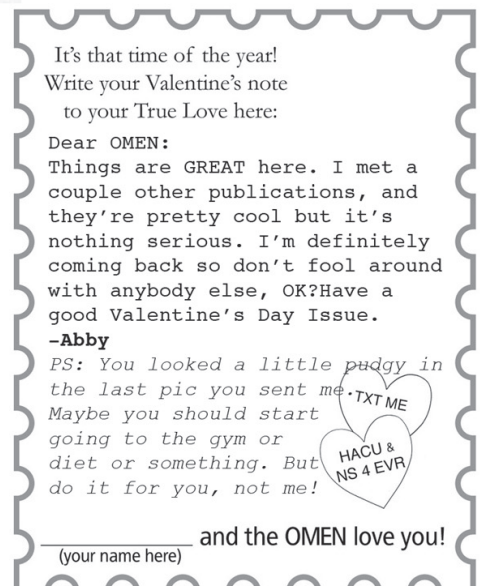 It's that time of the year!
Write your Valentine's note
to your True Love here:
Dear OMEN:
Things are GREAT here. I met a
couple other publications, and
they're pretty cool but it's
nothing serious. I'm definitely
coming back so don't fool around
with anybody else, OK?Have a
good Valentine's Day Issue.
–Abby
PS: You looked a little pudgy in
the last pic you sent me.
Maybe you should start
going to the gym or
diet or something. But
do it for you, not me!
TXT ME
HACU &
NS 4 EVR
_______________ and the OMEN love you!
(your name here)